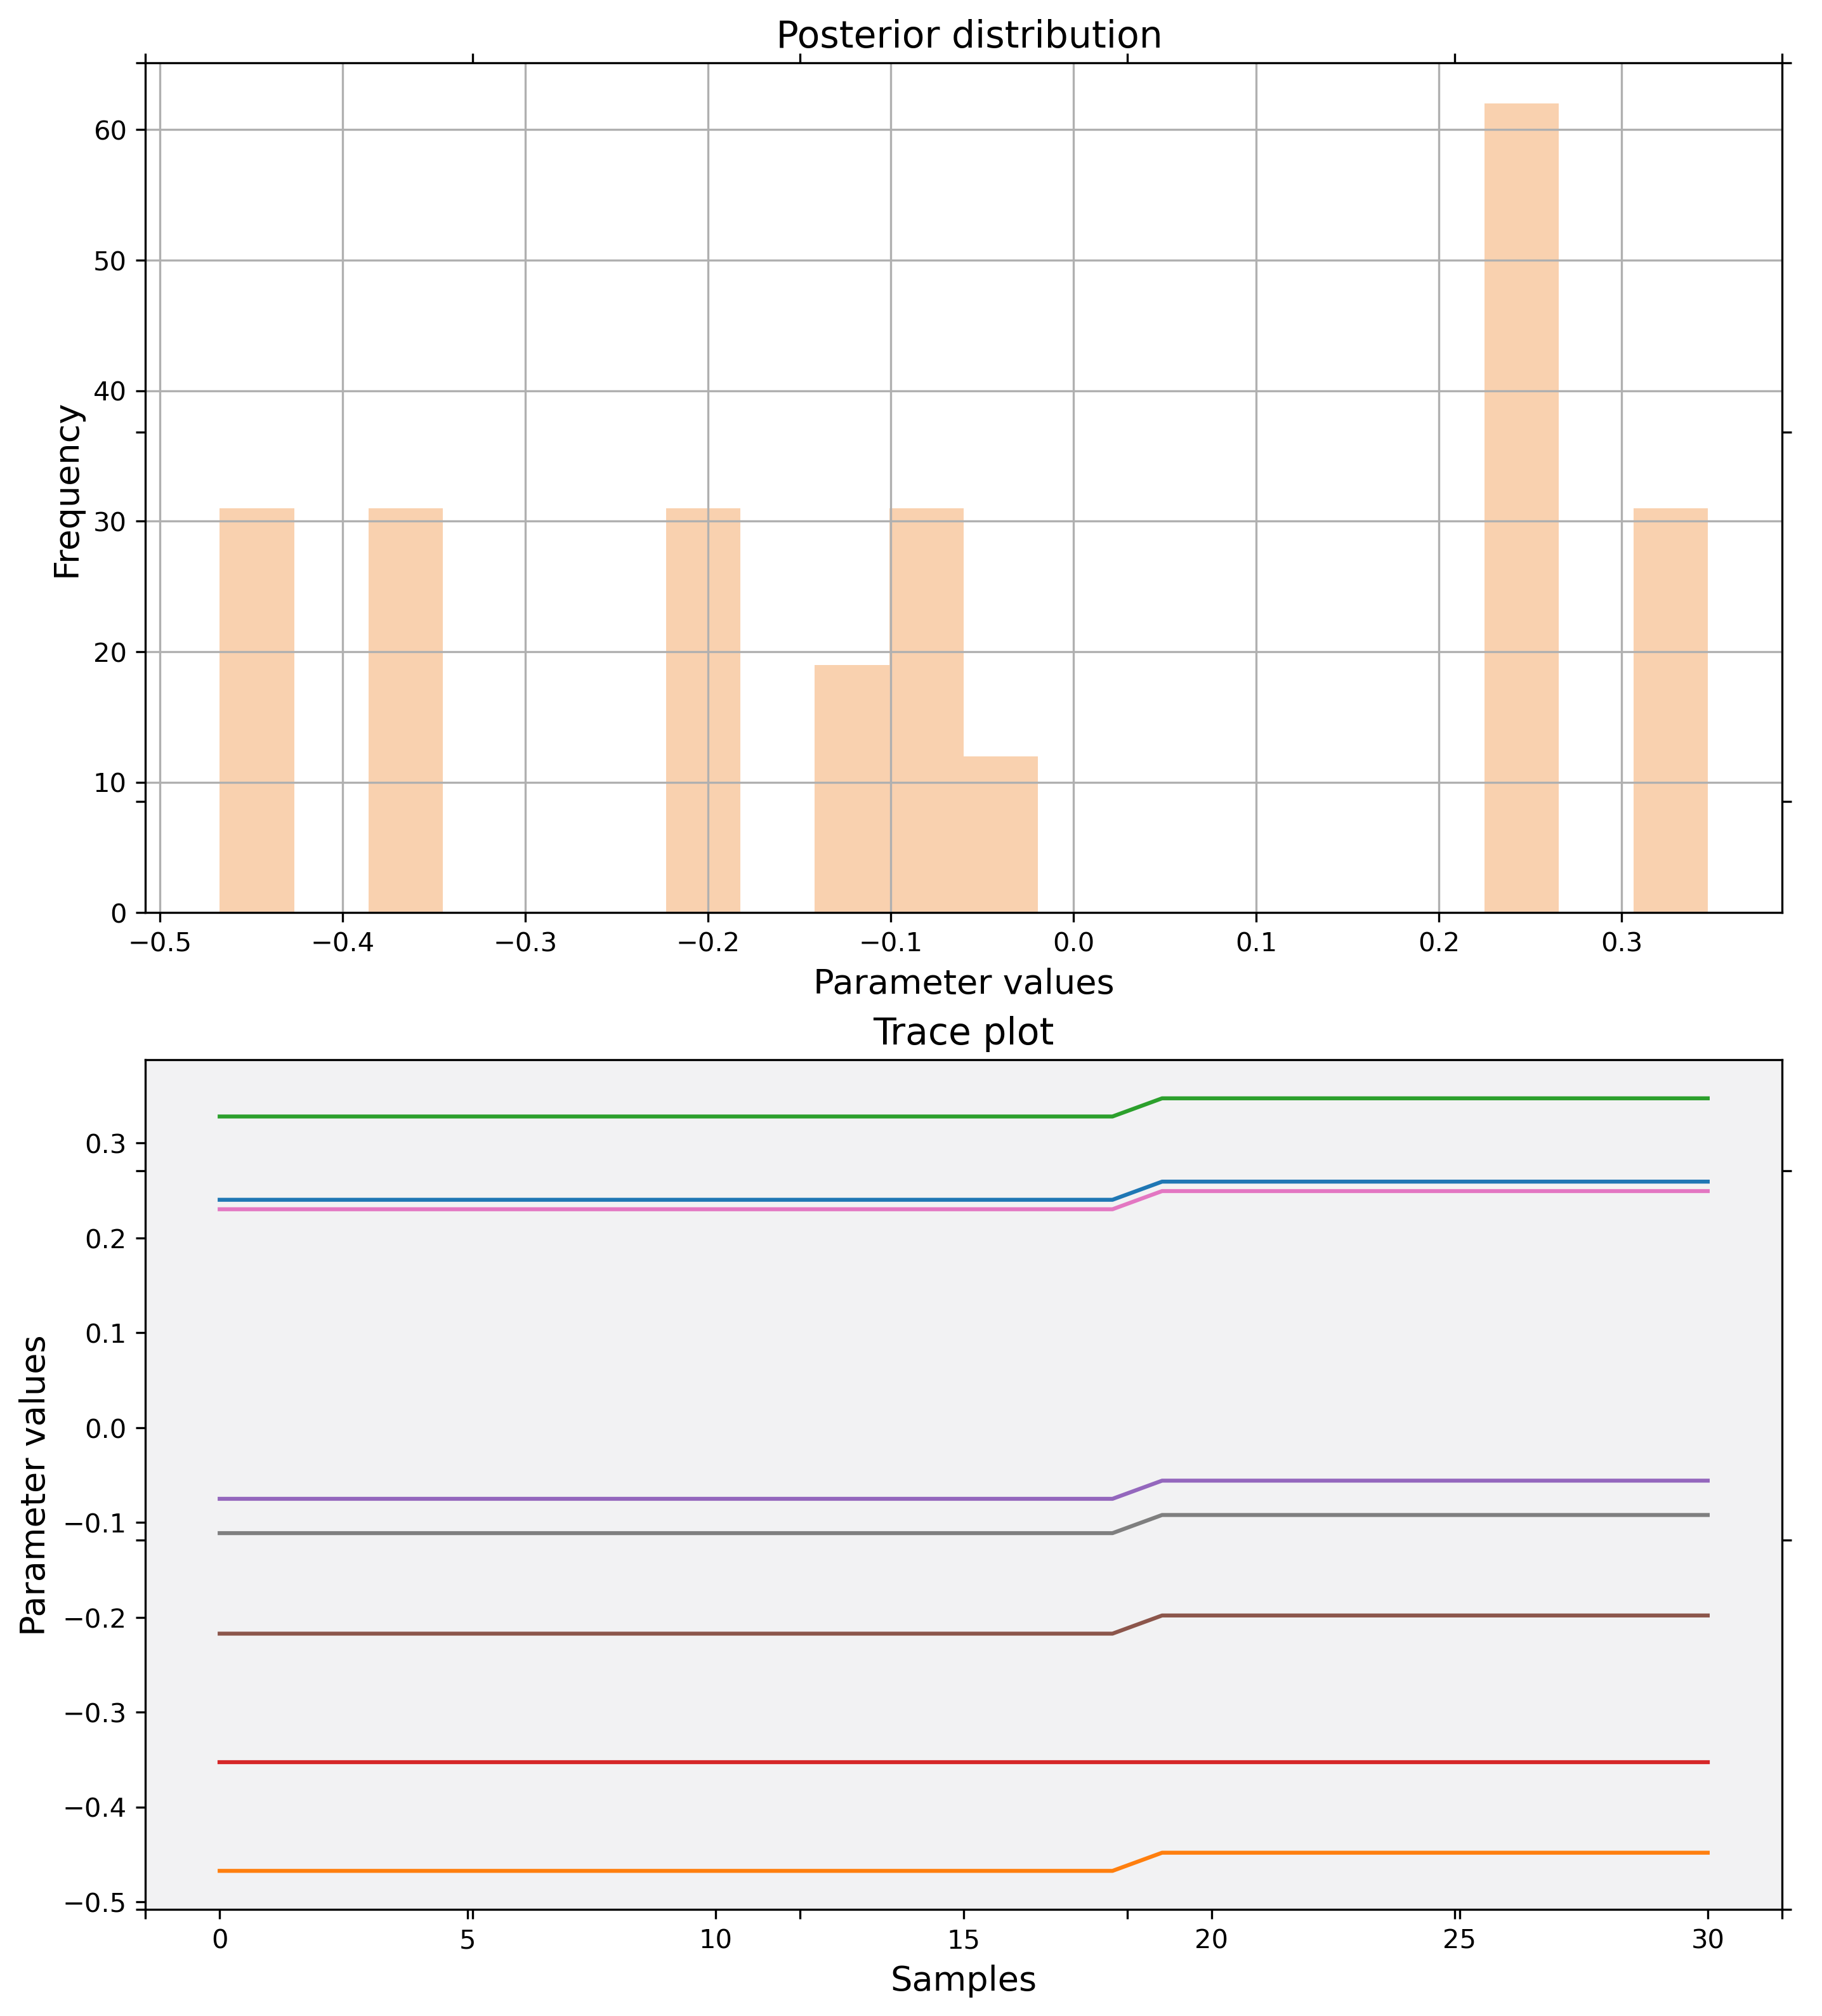 Posterior distribution
60
50
40
30
20
10
0
Frequency
−0.5 −0.4 −0.3 −0.2 −0.1 0.0 0.1 0.2 0.3
Parameter values
Trace plot
0.3
0.2
0.1
0.0
−0.1
−0.2
−0.3
−0.4
−0.5
Parameter values
0 5 10 15 20 25 30
Samples